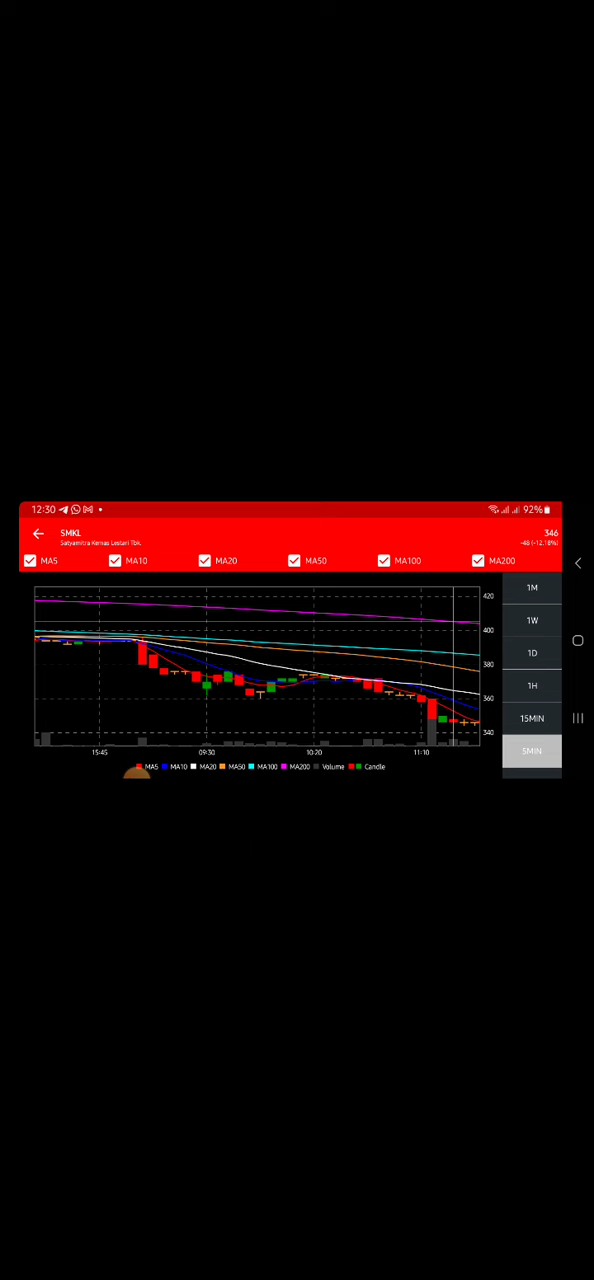 12:30 92%
SMKL 346
Satyamitra Kemas Lestari Tbk. -48 (-12.18%)
MA5 MA10 MA20 MA50 MA100 MA200
1M
1W
1D
1H
15MIN
5MIN
420
400
380
360
340
15:45 09:30 10:20 11:10
MA5 MA10 MA20 MA50 MA100 MA200 Volume Candle